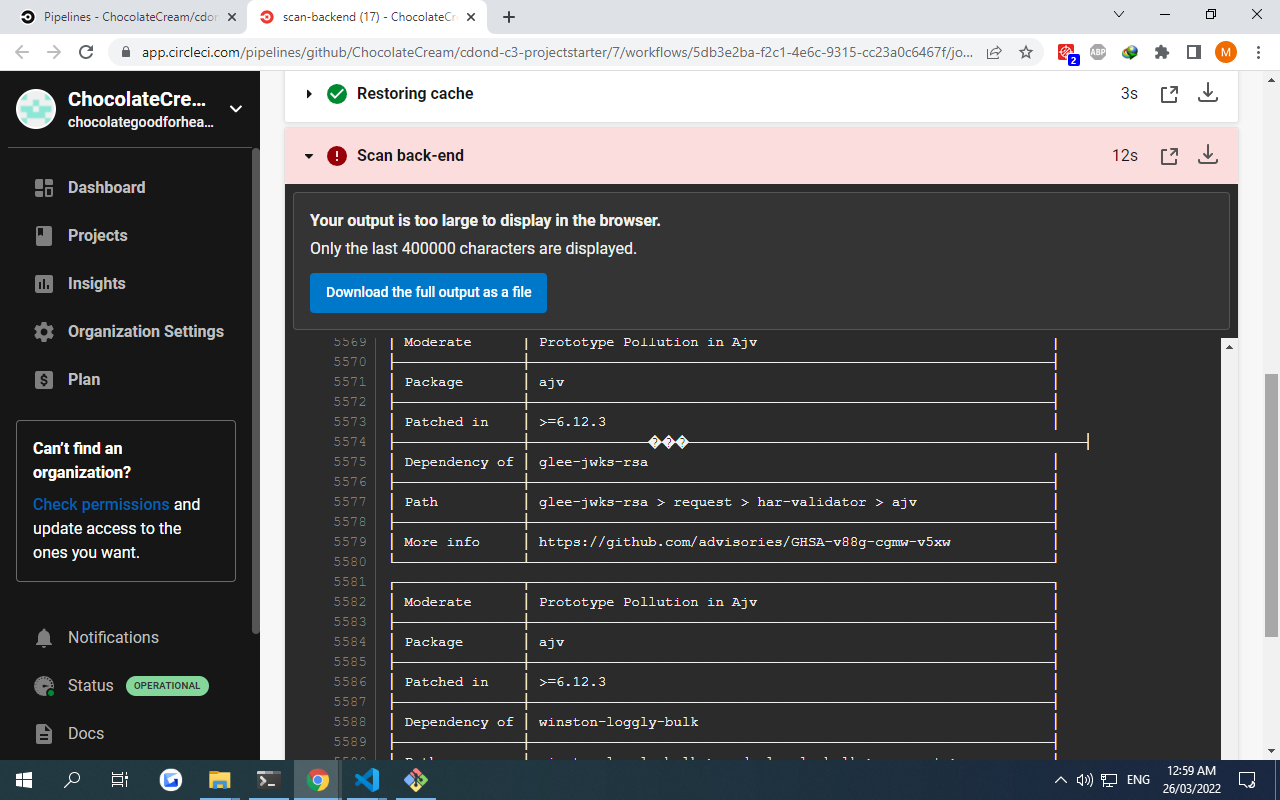 Pipelines - ChocolateCream/cdon
scan-backend (17) - ChocolateCr
app.circleci.com/pipelines/github/ChocolateCream/cdond-c3-projectstarter/7/workflows/5db3e2ba-f2c1-4e6c-9315-cc23a0c6467f/jo...
2
ABP
M
ChocolateCre...
chocolategoodforhea...
Dashboard
Projects
Insights
Organization Settings
Plan
Can't find an
organization?
Check permissions and
update access to the
ones you want.
Notifications
Status OPERATIONAL
Docs
Restoring cache 3s
Scan back-end 12s
Your output is too large to display in the browser.
Only the last 400000 characters are displayed.
Download the full output as a file
5569 Moderate Prototype Pollution in Ajv
5570
5571 Package ajv
5572
5573 Patched in >=6.12.3
5574 ���
5575 Dependency of glee-jwks-rsa
5576
5577 Path glee-jwks-rsa > request > har-validator > ajv
5578
5579 More info https://github.com/advisories/GHSA-v88g-cgmw-v5xw
5580
5581
5582 Moderate Prototype Pollution in Ajv
5583
5584 Package ajv
5585
5586 Patched in >=6.12.3
5587
5588 Dependency of winston-loggly-bulk
5589
ENG
12:59 AM
26/03/2022